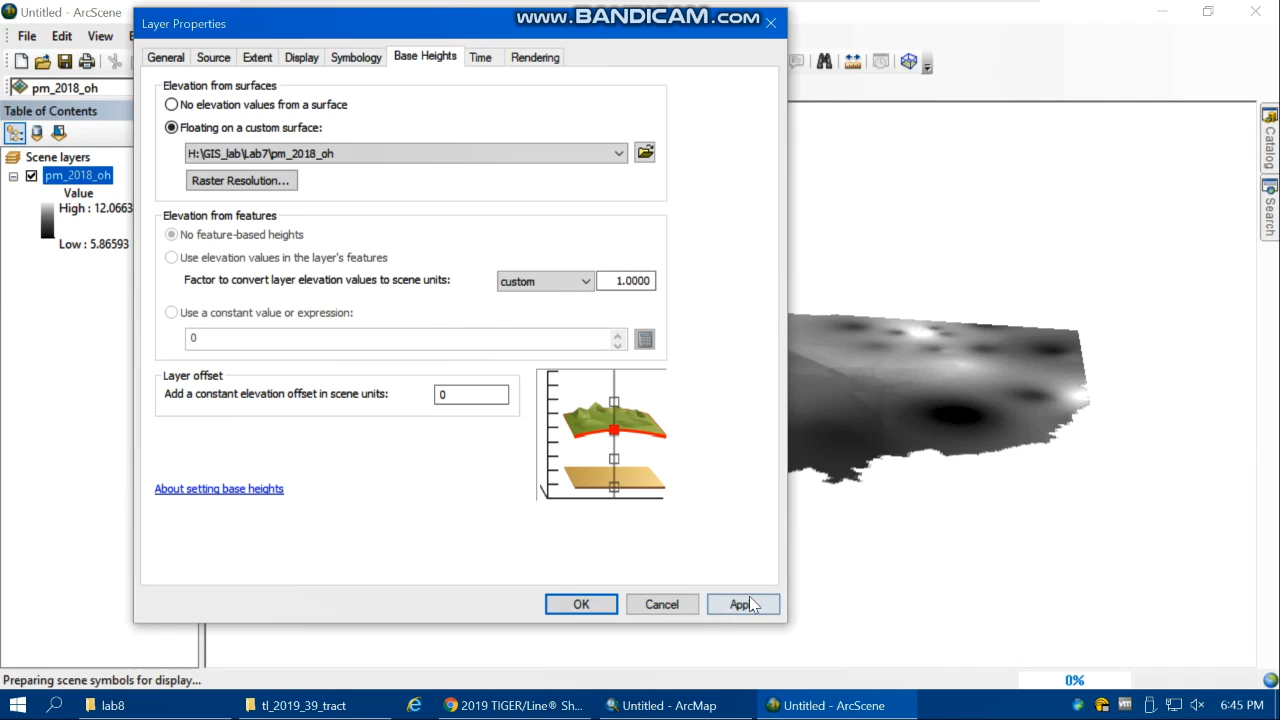 Untitled - ArcScene
Layer Properties
www.BANDICAM.com
File Edit View
General Source Extent Display Symbology Base Heights Time Rendering
pm_2018_oh
Table of Contents
Scene layers
pm_2018_oh
Value
High : 12.0663
Low : 5.86593
Elevation from surfaces
No elevation values from a surface
Floating on a custom surface:
H:\GIS_lab\Lab7\pm_2018_oh
Raster Resolution...
Elevation from features
No feature-based heights
Use elevation values in the layer's features
Factor to convert layer elevation values to scene units: custom 1.0000
Use a constant value or expression:
0
Layer offset
Add a constant elevation offset in scene units: 0
About setting base heights
OK Cancel
Catalog
Search
Preparing scene symbols for display... 0%
lab8 tl_2019_39_tract 2019 TIGER/Line® Sh... Untitled - ArcMap Untitled - ArcScene 6:45 PM